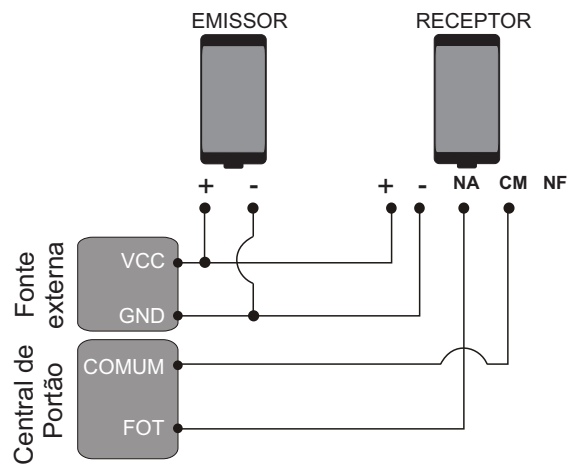 EMISSOR RECEPTOR
+ - + - NA CM NF
Fonte
externa
VCC
GND
Central de
Portão
COMUM
FOT